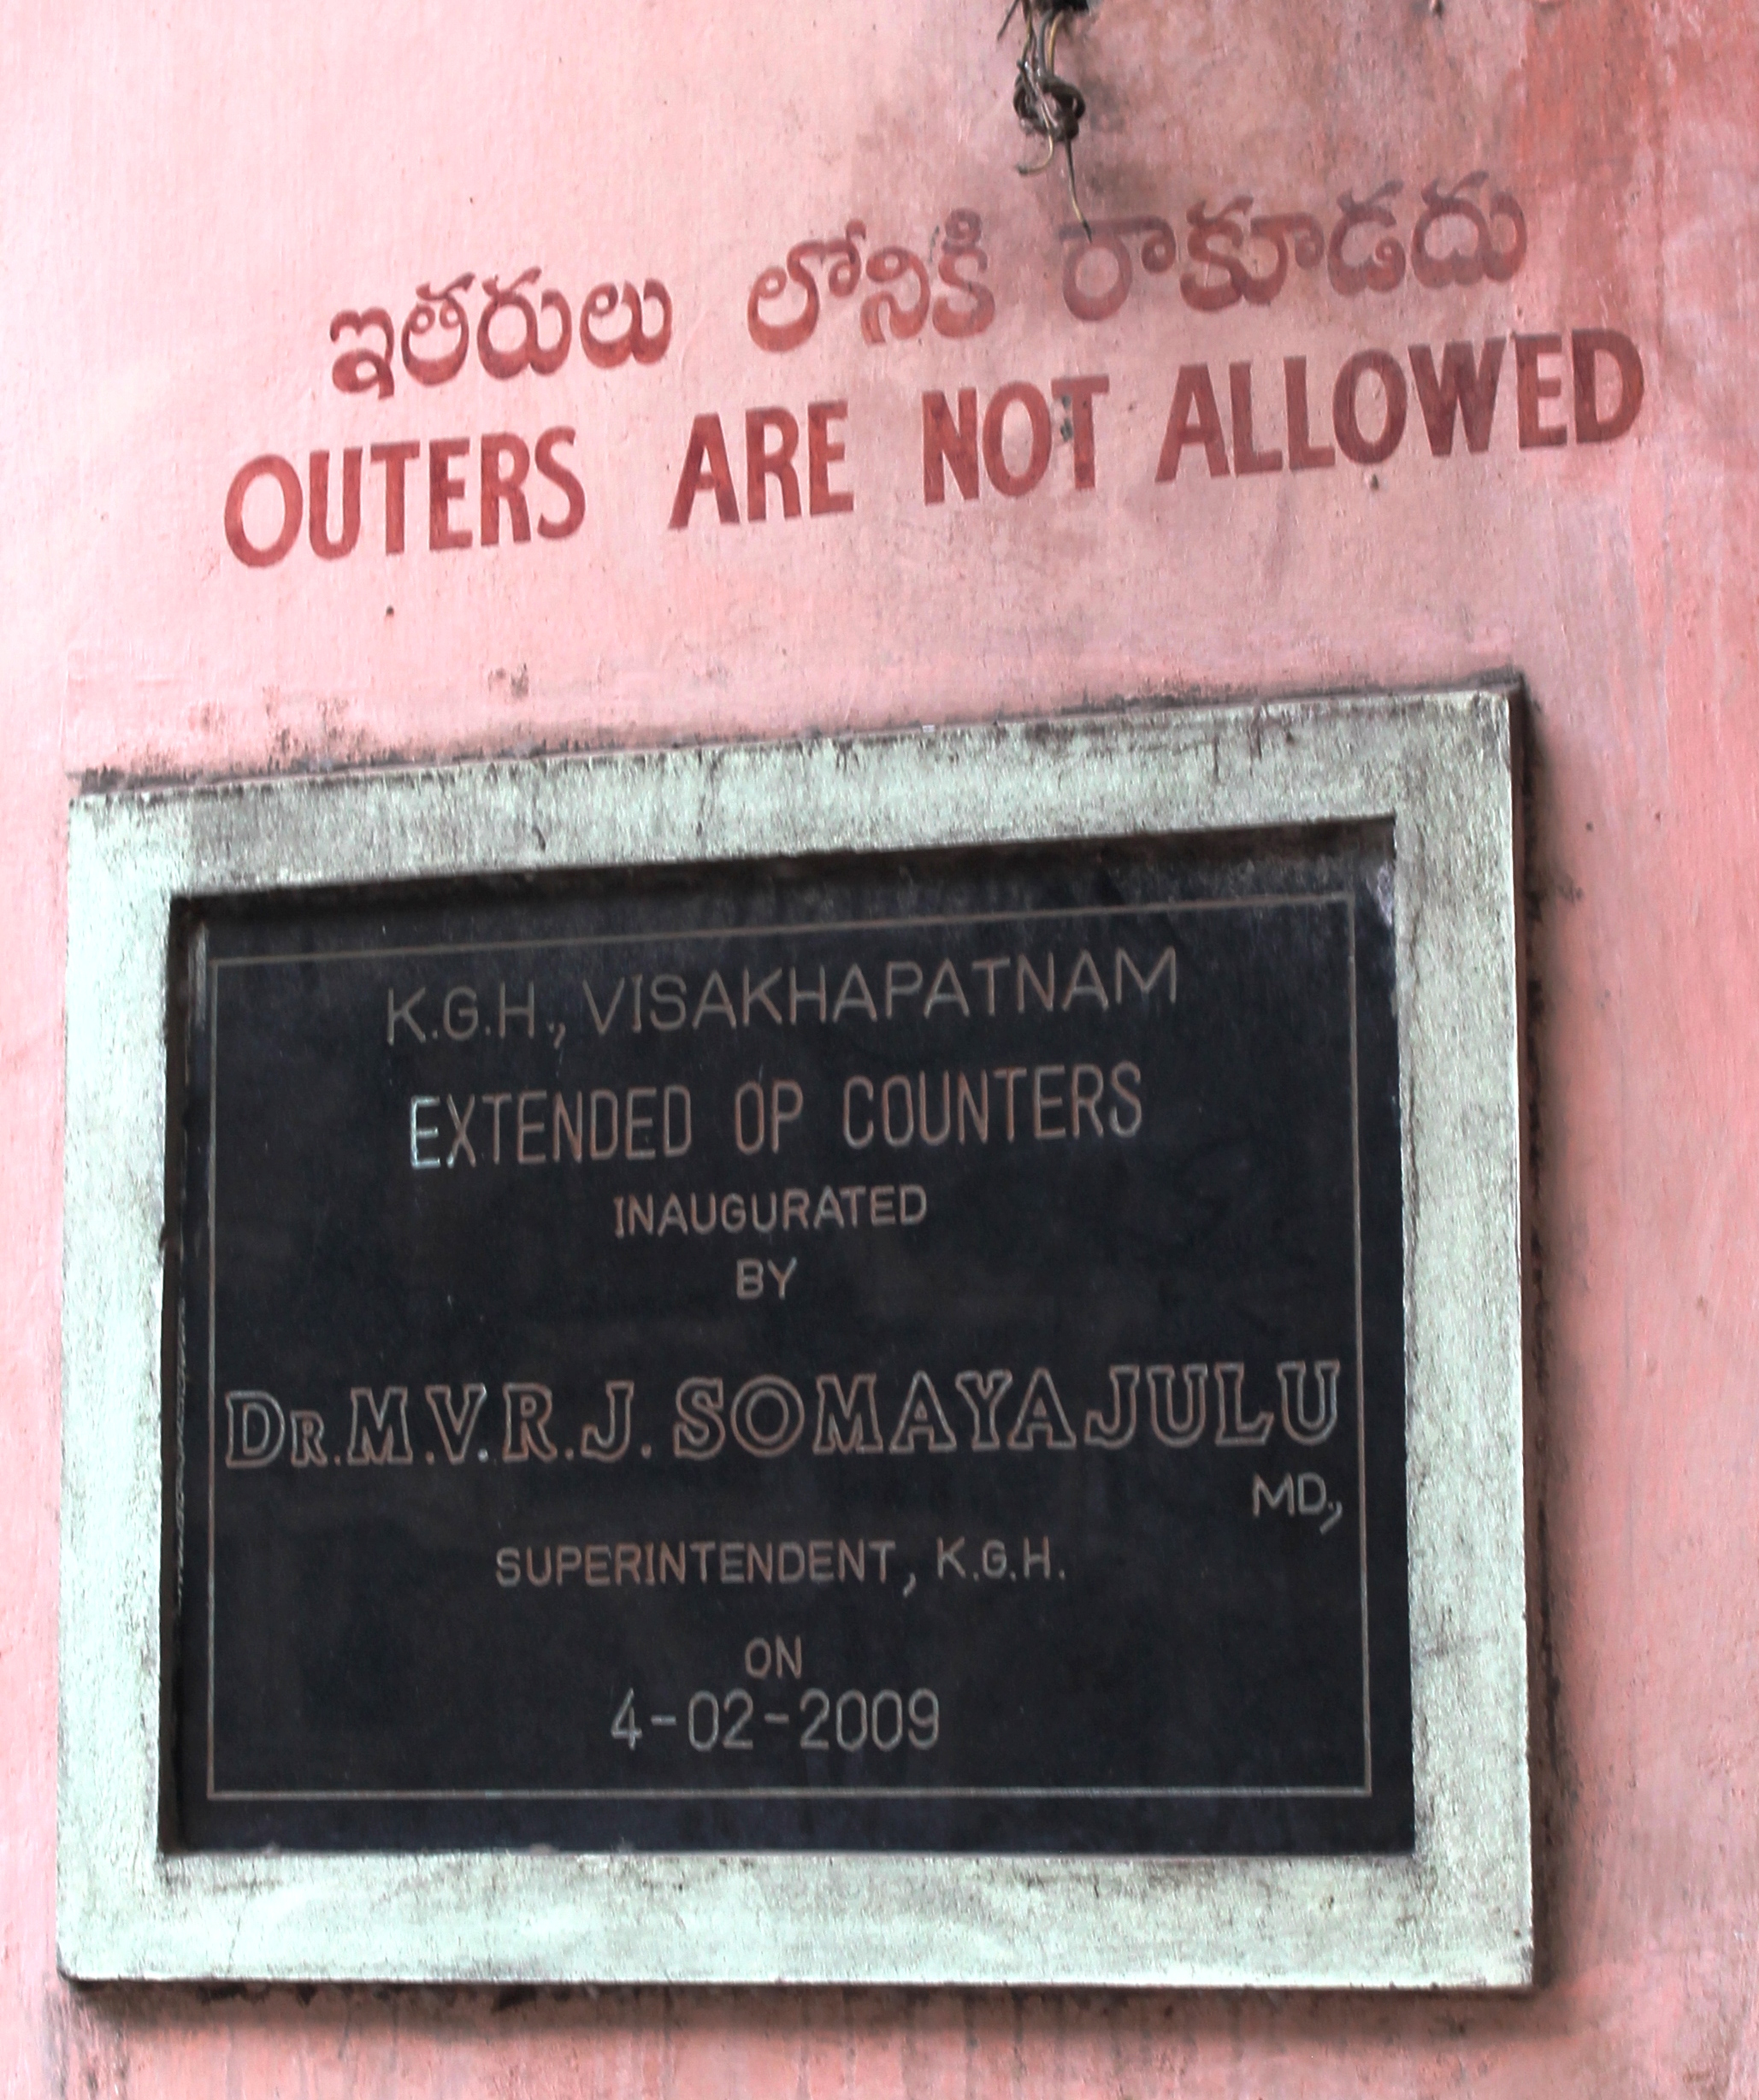 ఇతరులు లోనికి రాకూడదు
OUTERS ARE NOT ALLOWED
K.G.H., VISAKHAPATNAM
EXTENDED OP COUNTERS
INAUGURATED
BY
DR.M.V.R.J. SOMAYAJULU
MD.,
SUPERINTENDENT, K.G.H.
ON
4-02-2009